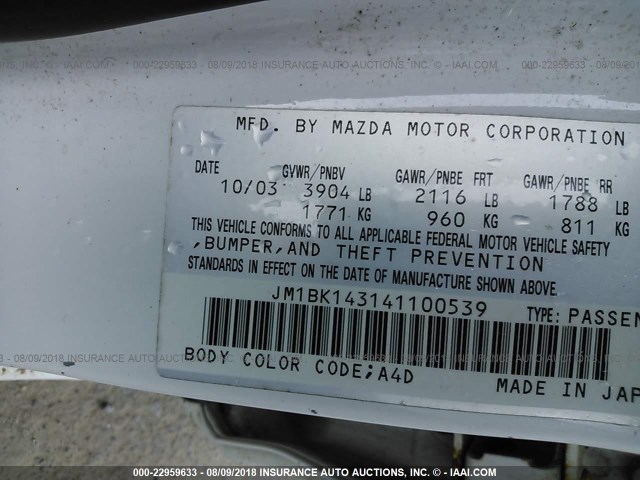 000-22959633 - 08/09/2018 INSURANCE AUTO AUCTIONS, INC. - © IAAI.COM
MFD. BY MAZDA MOTOR CORPORATION
DATE GVWR/PNBV GAWR/PNBE FRT GAWR/PNBE RR
10/03 3904 LB 2116 LB 1788 LB
1771 KG 960 KG 811 KG
THIS VEHICLE CONFORMS TO ALL APPLICABLE FEDERAL MOTOR VEHICLE SAFETY
,BUMPER,AND THEFT PREVENTION
STANDARDS IN EFFECT ON THE DATE OF MANUFACTURE SHOWN ABOVE.
JM1BK143141100539 TYPE: PASSEN
BODY COLOR CODE;A4D MADE IN JAP
000-22959633 - 08/09/2018 INSURANCE AUTO AUCTIONS, INC. - © IAAI.COM